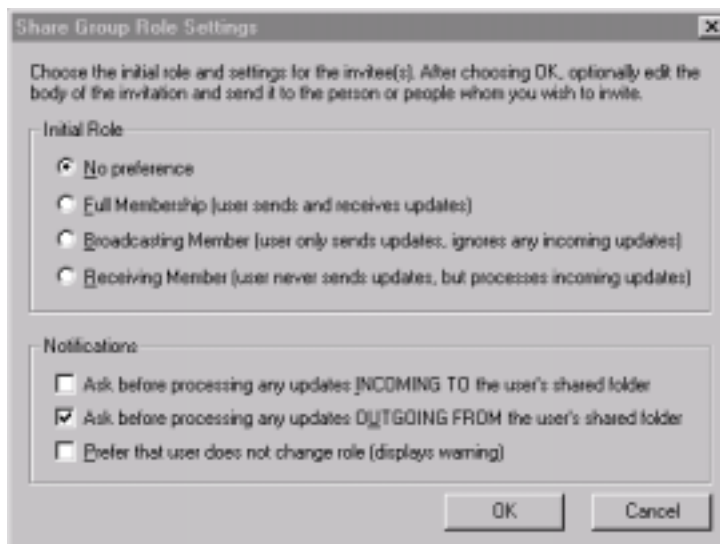 Share Group Role Settings
Choose the initial role and settings for the invitee(s). After choosing OK, optionally edit the
body of the invitation and send it to the person or people whom you wish to invite.
Initial Role
No preference
Full Membership (user sends and receives updates)
Broadcasting Member (user only sends updates, ignores any incoming updates)
Receiving Member (user never sends updates, but processes incoming updates)
Notifications
Ask before processing any updates INCOMING TO the user's shared folder
Ask before processing any updates OUTGOING FROM the user's shared folder
Prefer that user does not change role (displays warning)
OK Cancel